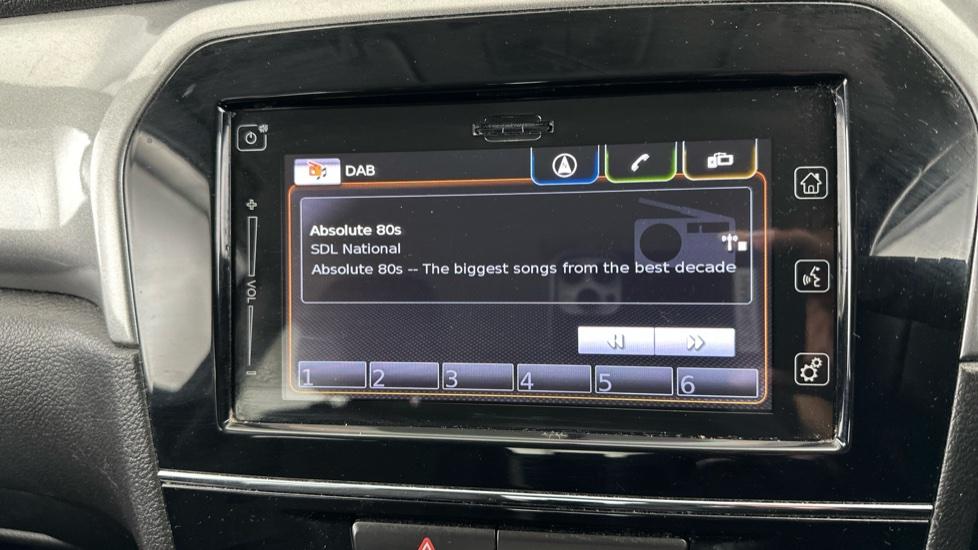 DAB
Absolute 80s
SDL National
Absolute 80s -- The biggest songs from the best decade
VOL
1 2 3 4 5 6